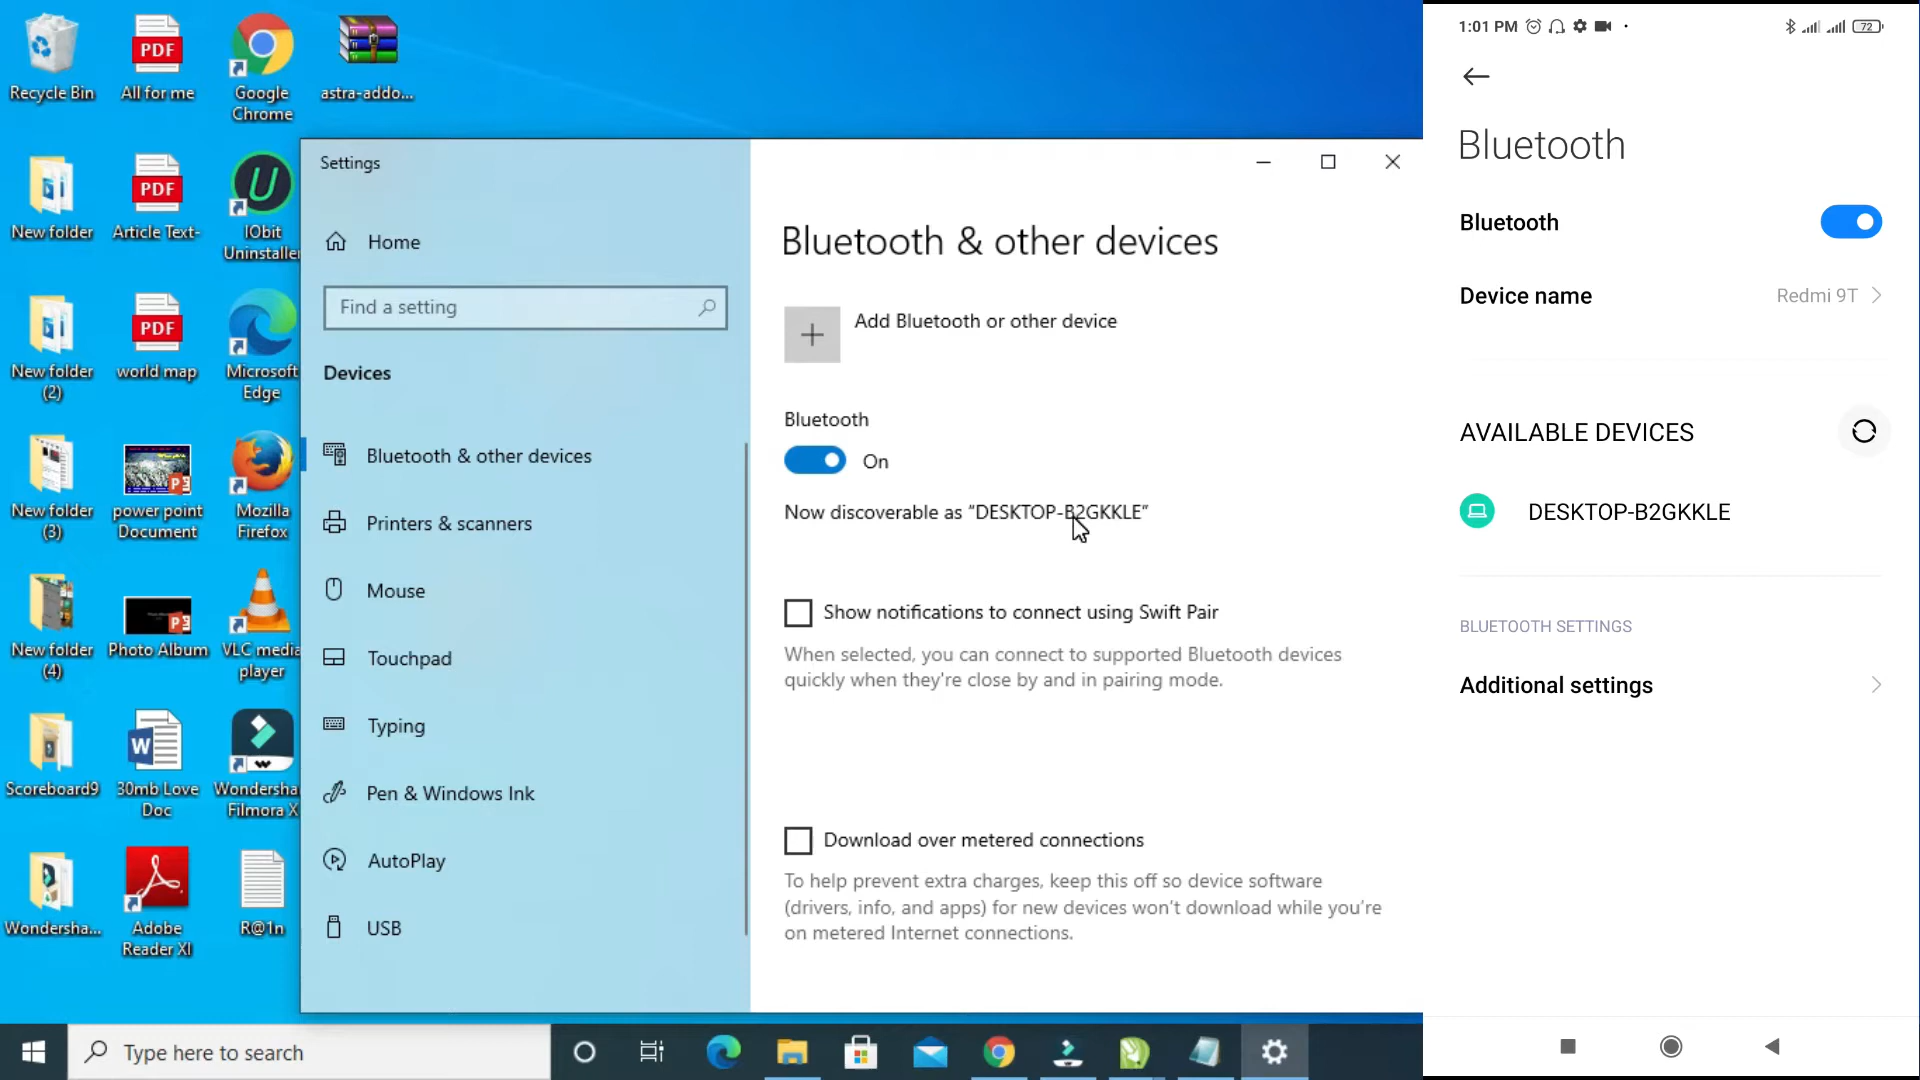 Recycle Bin
PDF
All for me
Google
Chrome
astra-addo...
New folder
PDF
Article Text-
IObit
Uninstaller
New folder
(2)
PDF
world map
Microsoft
Edge
New folder
(3)
power point
Document
Mozilla
Firefox
New folder
(4)
Photo Album
VLC media
player
Scoreboard9
30mb Love
Doc
Wondersha
Filmora X
Wondersha...
Adobe
Reader XI
R@1n
Settings
Home
Find a setting
Devices
Bluetooth & other devices
Printers & scanners
Mouse
Touchpad
Typing
Pen & Windows Ink
AutoPlay
USB
Bluetooth & other devices
Add Bluetooth or other device
Bluetooth
On
Now discoverable as “DESKTOP-B2GKKLE”
Show notifications to connect using Swift Pair
When selected, you can connect to supported Bluetooth devices
quickly when they're close by and in pairing mode.
Download over metered connections
To help prevent extra charges, keep this off so device software
(drivers, info, and apps) for new devices won't download while you're
on metered Internet connections.
Type here to search
1:01 PM
72
Bluetooth
Bluetooth
Device name
Redmi 9T
AVAILABLE DEVICES
DESKTOP-B2GKKLE
BLUETOOTH SETTINGS
Additional settings